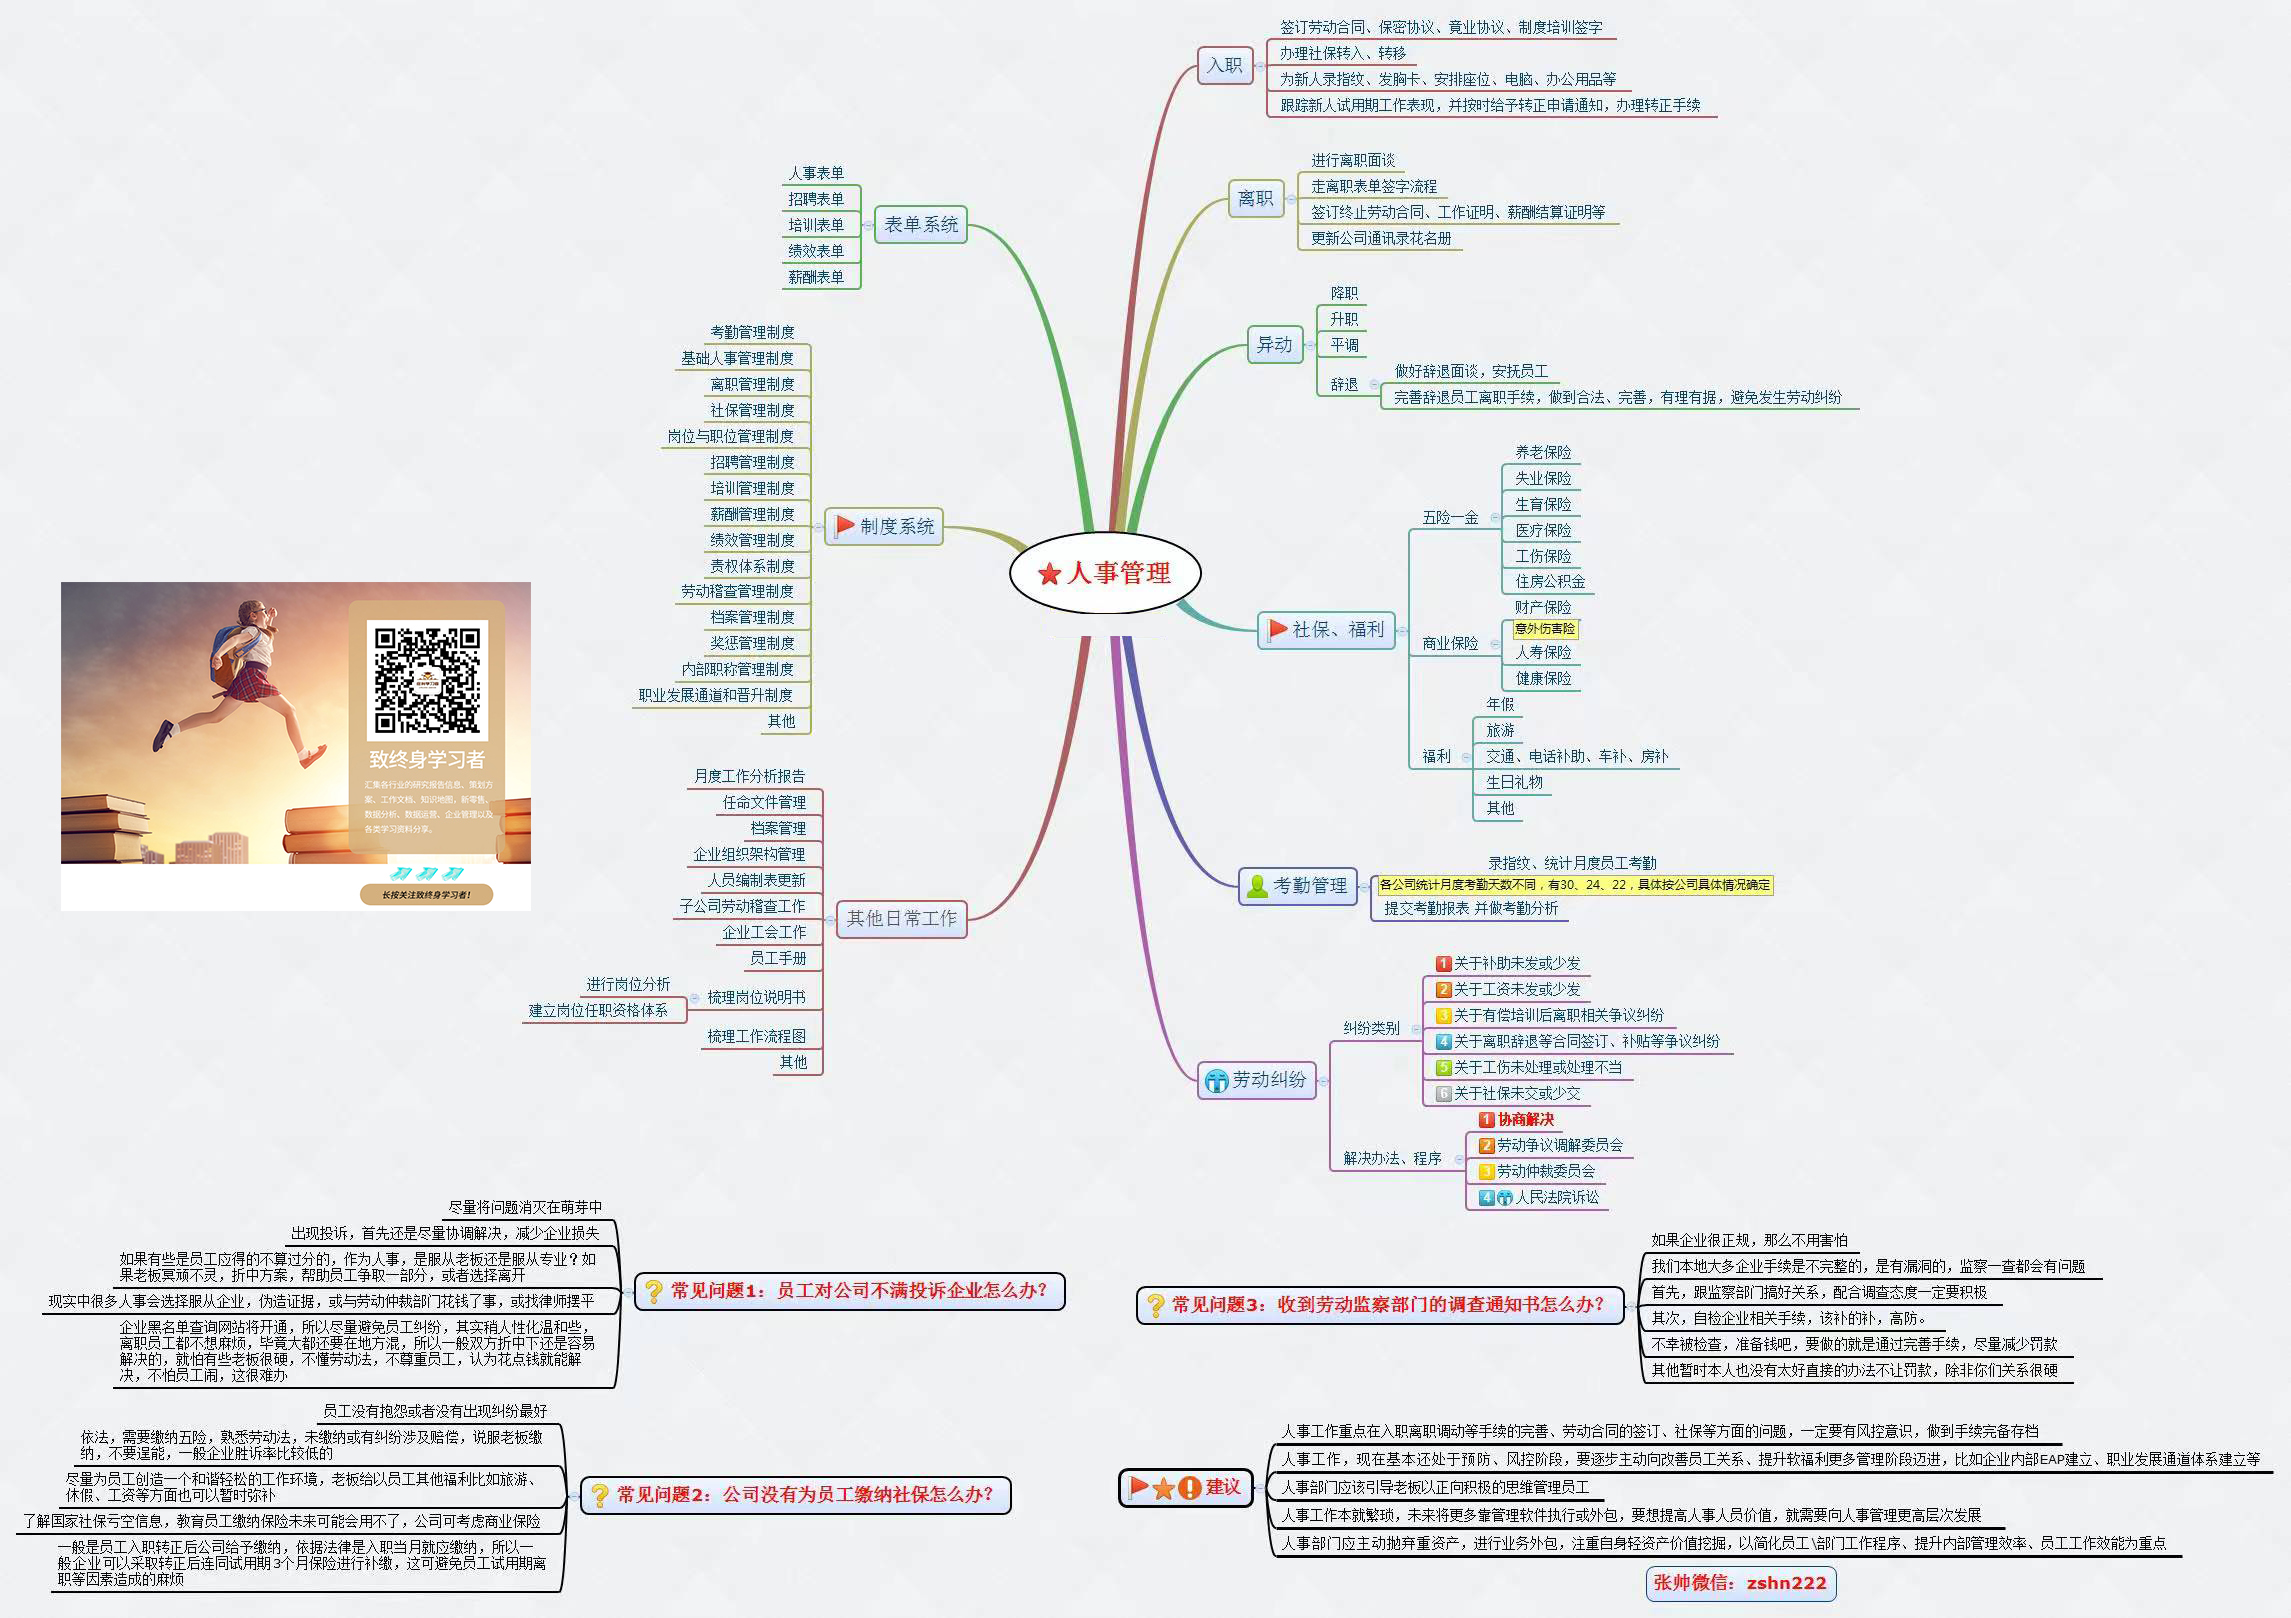 人事管理
入职
签订劳动合同、保密协议、竟业协议、制度培训签字
办理社保转入、转移
为新人录指纹、发胸卡、安排座位、电脑、办公用品等
跟踪新人试用期工作表现，并按时给予转正申请通知，办理转正手续
离职
进行离职面谈
走离职表单签字流程
签订终止劳动合同、工作证明、薪酬结算证明等
更新公司通讯录花名册
异动
降职
升职
平调
辞退
做好辞退面谈，安抚员工
完善辞退员工离职手续，做到合法、完善，有理有据，避免发生劳动纠纷
社保、福利
五险一金
养老保险
失业保险
生育保险
医疗保险
工伤保险
住房公积金
商业保险
财产保险
意外伤害险
人寿保险
健康保险
福利
年假
旅游
交通、电话补助、车补、房补
生日礼物
其他
考勤管理
录指纹、统计月度员工考勤
各公司统计月度考勤天数不同，有30、24、22，具体按公司具体情况确定
提交考勤报表 并做考勤分析
劳动纠纷
纠纷类别
1 关于补助未发或少发
2 关于工资未发或少发
3 关于有偿培训后离职相关争议纠纷
4 关于离职辞退等合同签订、补贴等争议纠纷
5 关于工伤未处理或处理不当
6 关于社保未交或少交
解决办法、程序
1 协商解决
2 劳动争议调解委员会
3 劳动仲裁委员会
4 人民法院诉讼
表单系统
人事表单
招聘表单
培训表单
绩效表单
薪酬表单
制度系统
考勤管理制度
基础人事管理制度
离职管理制度
社保管理制度
岗位与职位管理制度
招聘管理制度
培训管理制度
薪酬管理制度
绩效管理制度
责权体系制度
劳动稽查管理制度
档案管理制度
奖惩管理制度
内部职称管理制度
职业发展通道和晋升制度
其他
其他日常工作
月度工作分析报告
任命文件管理
档案管理
企业组织架构管理
人员编制表更新
子公司劳动稽查工作
企业工会工作
员工手册
梳理岗位说明书
进行岗位分析
建立岗位任职资格体系
梳理工作流程图
其他
致终身学习者
汇集各行业的研究报告信息、策划方
案、工作文档、知识地图，新零售、
数据分析、数据运营、企业管理以及
各类学习资料分享。
长按关注致终身学习者！
常见问题1：员工对公司不满投诉企业怎么办？
尽量将问题消灭在萌芽中
出现投诉，首先还是尽量协调解决，减少企业损失
如果有些是员工应得的不算过分的，作为人事，是服从老板还是服从专业？如
果老板冥顽不灵，折中方案，帮助员工争取一部分，或者选择离开
现实中很多人事会选择服从企业，伪造证据，或与劳动仲裁部门花钱了事，或找律师摆平
企业黑名单查询网站将开通，所以尽量避免员工纠纷，其实稍人性化温和些，
离职员工都不想麻烦，毕竟大都还要在地方混，所以一般双方折中下还是容易
解决的，就怕有些老板很硬，不懂劳动法，不尊重员工，认为花点钱就能解
决，不怕员工闹，这很难办
常见问题2：公司没有为员工缴纳社保怎么办？
员工没有抱怨或者没有出现纠纷最好
依法，需要缴纳五险，熟悉劳动法，未缴纳或有纠纷涉及赔偿，说服老板缴
纳，不要逞能，一般企业胜诉率比较低的
尽量为员工创造一个和谐轻松的工作环境，老板给以员工其他福利比如旅游、
休假、工资等方面也可以暂时弥补
了解国家社保亏空信息，教育员工缴纳保险未来可能会用不了，公司可考虑商业保险
一般是员工入职转正后公司给予缴纳，依据法律是入职当月就应缴纳，所以一
般企业可以采取转正后连同试用期3个月保险进行补缴，这可避免员工试用期离
职等因素造成的麻烦
常见问题3：收到劳动监察部门的调查通知书怎么办？
如果企业很正规，那么不用害怕
我们本地大多企业手续是不完整的，是有漏洞的，监察一查都会有问题
首先，跟监察部门搞好关系，配合调查态度一定要积极
其次，自检企业相关手续，该补的补，高防。
不幸被检查，准备钱吧，要做的就是通过完善手续，尽量减少罚款
其他暂时本人也没有太好直接的办法不让罚款，除非你们关系很硬
建议
人事工作重点在入职离职调动等手续的完善、劳动合同的签订、社保等方面的问题，一定要有风控意识，做到手续完备存档
人事工作，现在基本还处于预防、风控阶段，要逐步主动向改善员工关系、提升软福利更多管理阶段迈进，比如企业内部EAP建立、职业发展通道体系建立等
人事部门应该引导老板以正向积极的思维管理员工
人事工作本就繁琐，未来将更多靠管理软件执行或外包，要想提高人事人员价值，就需要向人事管理更高层次发展
人事部门应主动抛弃重资产，进行业务外包，注重自身轻资产价值挖掘，以简化员工\部门工作程序、提升内部管理效率、员工工作效能为重点
张帅微信：zshn222